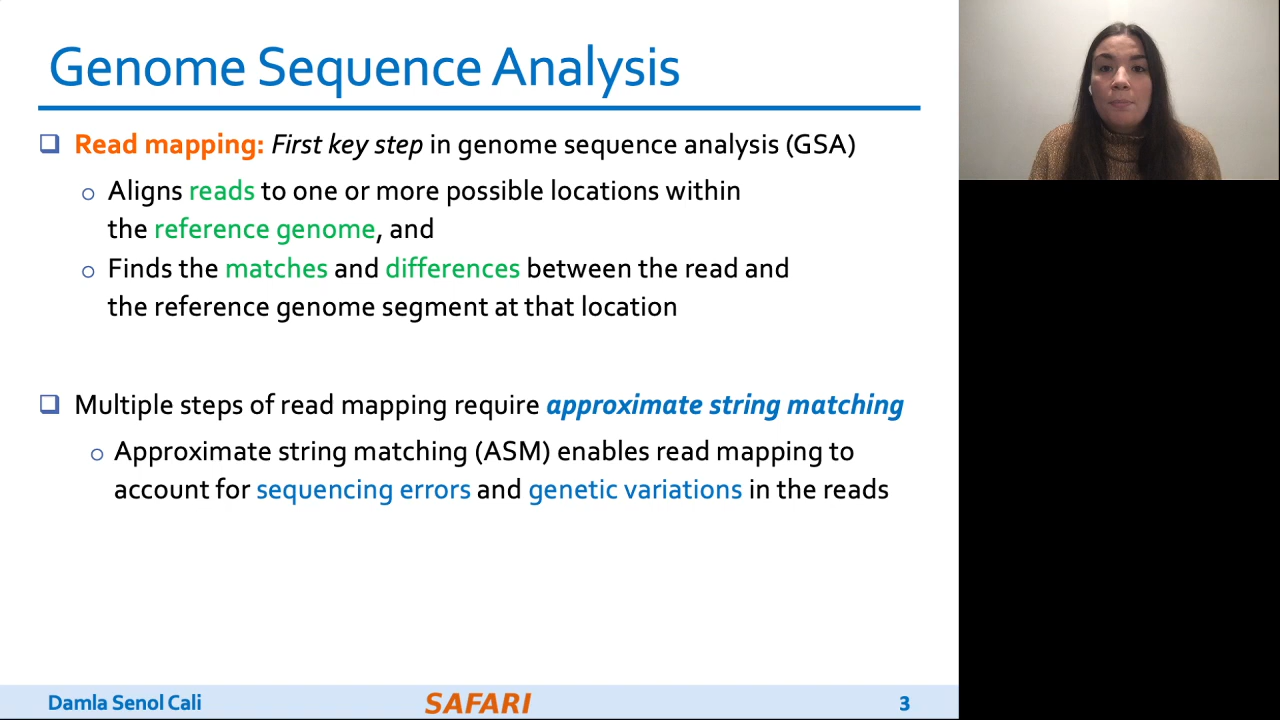 Genome Sequence Analysis
Read mapping: First key step in genome sequence analysis (GSA)
Aligns reads to one or more possible locations within
the reference genome, and
Finds the matches and differences between the read and
the reference genome segment at that location
Multiple steps of read mapping require approximate string matching
Approximate string matching (ASM) enables read mapping to
account for sequencing errors and genetic variations in the reads
Damla Senol Cali
SAFARI
3